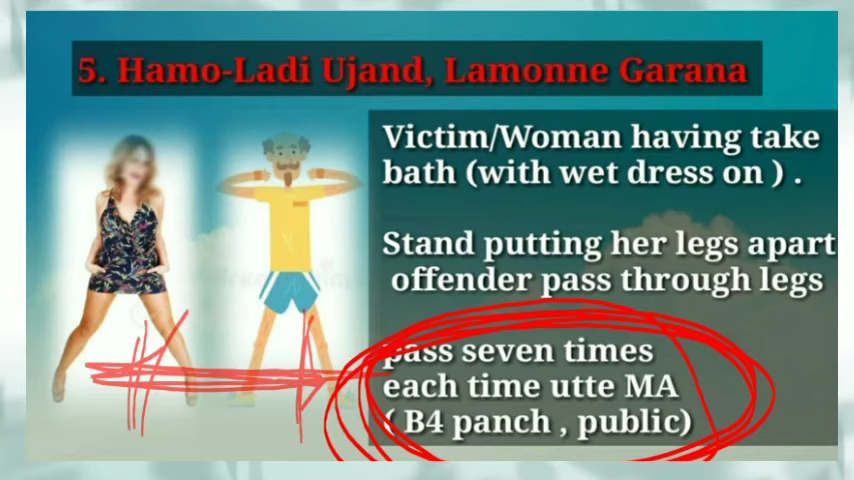 5. Hamo-Ladi Ujand, Lamonne Garana
Victim/Woman having take
bath (with wet dress on ) .
Stand putting her legs apart
offender pass through legs
pass seven times
each time utte MA
( B4 panch , public)